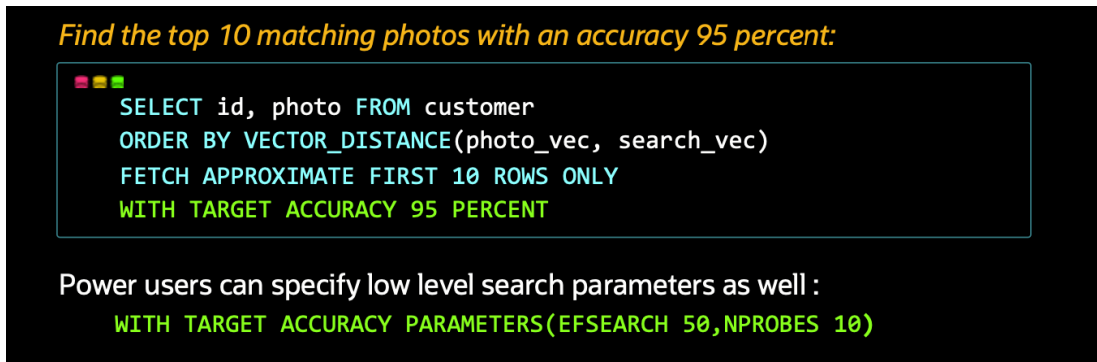 Find the top 10 matching photos with an accuracy 95 percent:
SELECT id, photo FROM customer
ORDER BY VECTOR_DISTANCE(photo_vec, search_vec)
FETCH APPROXIMATE FIRST 10 ROWS ONLY
WITH TARGET ACCURACY 95 PERCENT
Power users can specify low level search parameters as well :
WITH TARGET ACCURACY PARAMETERS(EFSEARCH 50,NPROBES 10)